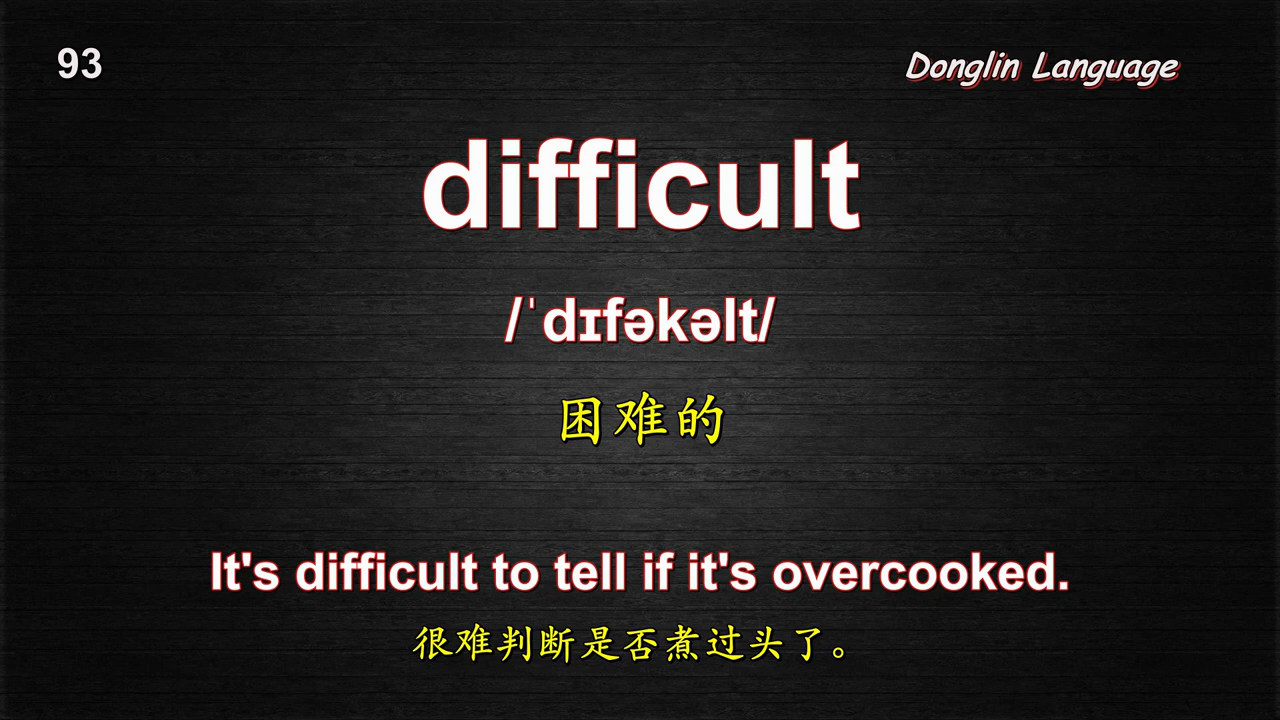 93
Donglin Language
difficult
/ˈdɪfəkəlt/
困难的
It's difficult to tell if it's overcooked.
很难判断是否煮过头了。